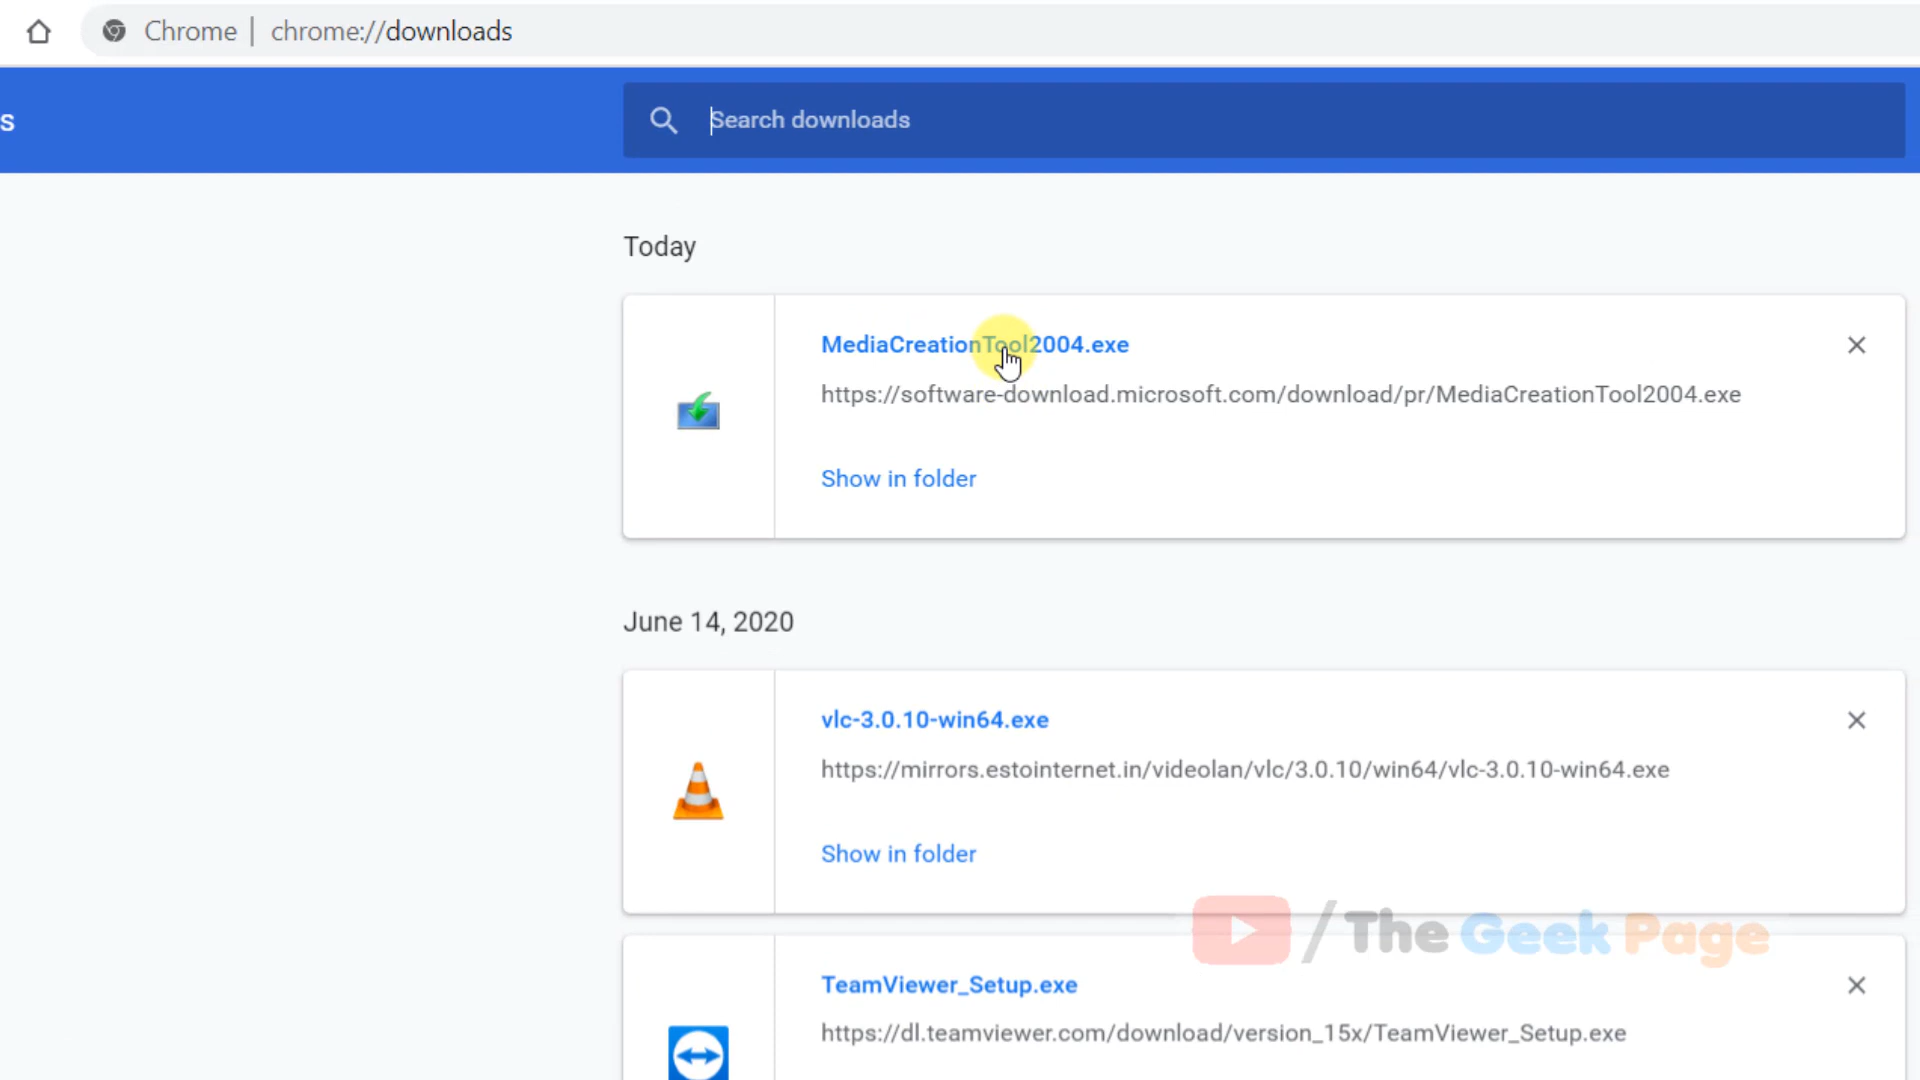 Chrome | chrome://downloads
s
Search downloads
Today
MediaCreationTool2004.exe
https://software-download.microsoft.com/download/pr/MediaCreationTool2004.exe
Show in folder
June 14, 2020
vlc-3.0.10-win64.exe
https://mirrors.estointernet.in/videolan/vlc/3.0.10/win64/vlc-3.0.10-win64.exe
Show in folder
/The Geek Page
TeamViewer_Setup.exe
https://dl.teamviewer.com/download/version_15x/TeamViewer_Setup.exe